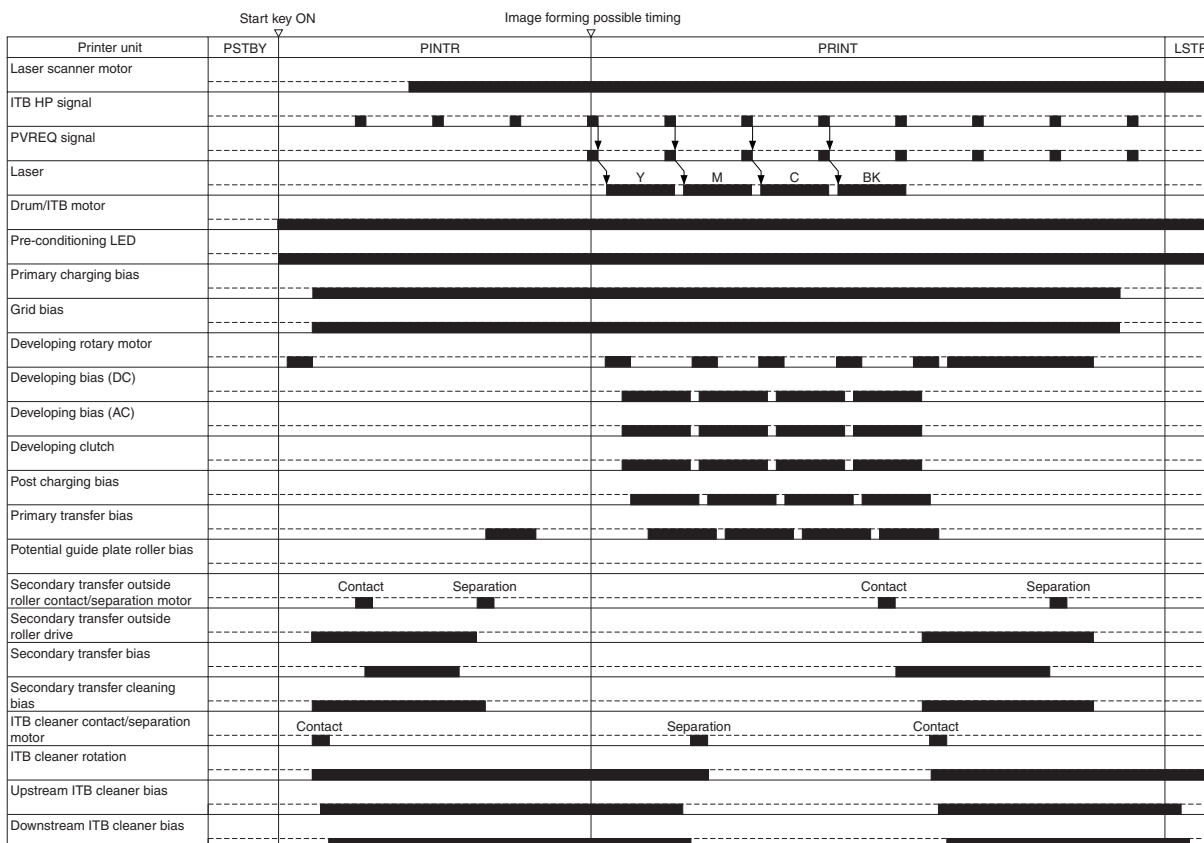 Start key ON Image forming possible timing
Printer unit PSTBY PINTR PRINT LSTR
Laser scanner motor
ITB HP signal
PVREQ signal
Laser
Y M C BK
Drum/ITB motor
Pre-conditioning LED
Primary charging bias
Grid bias
Developing rotary motor
Developing bias (DC)
Developing bias (AC)
Developing clutch
Post charging bias
Primary transfer bias
Potential guide plate roller bias
Secondary transfer outside
roller contact/separation motor
Contact Separation Contact Separation
Secondary transfer outside
roller drive
Secondary transfer bias
Secondary transfer cleaning
bias
ITB cleaner contact/separation
motor
Contact Separation Contact
ITB cleaner rotation
Upstream ITB cleaner bias
Downstream ITB cleaner bias